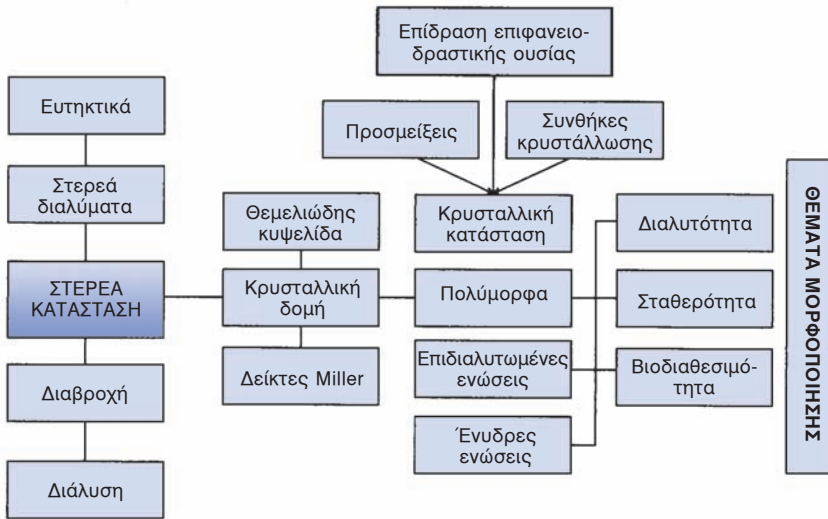 Επίδραση επιφανειο-
δραστικής ουσίας
Ευτηκτικά
Προσμείξεις
Συνθήκες
κρυστάλλωσης
Στερεά
διαλύματα
Θεμελιώδης
κυψελίδα
Κρυσταλλική
κατάσταση
Διαλυτότητα
ΣΤΕΡΕΑ
ΚΑΤΑΣΤΑΣΗ
Κρυσταλλική
δομή
Πολύμορφα
Σταθερότητα
Διαβροχή
Δείκτες Miller
Επιδιαλυτωμένες
ενώσεις
Βιοδιαθεσιμό-
τητα
Διάλυση
Ένυδρες
ενώσεις
ΘΕΜΑΤΑ ΜΟΡΦΟΠΟΙΗΣΗΣ